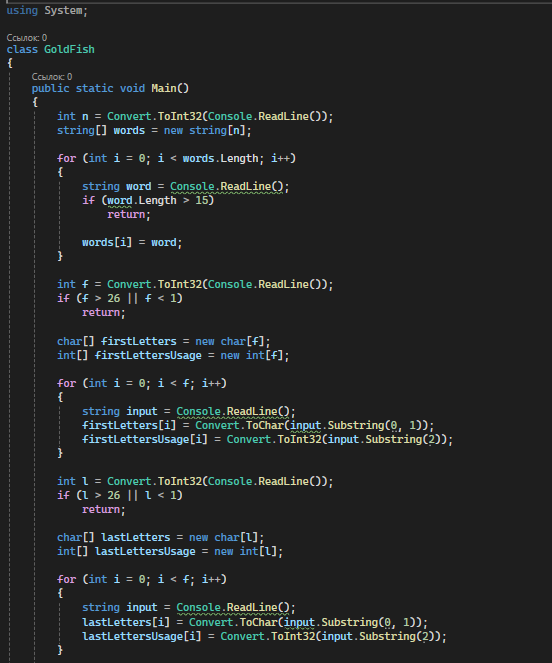 using System;
Ссылок: 0
class GoldFish
{
Ссылок: 0
public static void Main()
{
int n = Convert.ToInt32(Console.ReadLine());
string[] words = new string[n];
for (int i = 0; i < words.Length; i++)
{
string word = Console.ReadLine();
if (word.Length > 15)
return;
words[i] = word;
}
int f = Convert.ToInt32(Console.ReadLine());
if (f > 26 || f < 1)
return;
char[] firstLetters = new char[f];
int[] firstLettersUsage = new int[f];
for (int i = 0; i < f; i++)
{
string input = Console.ReadLine();
firstLetters[i] = Convert.ToChar(input.Substring(0, 1));
firstLettersUsage[i] = Convert.ToInt32(input.Substring(2));
}
int l = Convert.ToInt32(Console.ReadLine());
if (l > 26 || l < 1)
return;
char[] lastLetters = new char[l];
int[] lastLettersUsage = new int[l];
for (int i = 0; i < f; i++)
{
string input = Console.ReadLine();
lastLetters[i] = Convert.ToChar(input.Substring(0, 1));
lastLettersUsage[i] = Convert.ToInt32(input.Substring(2));
}